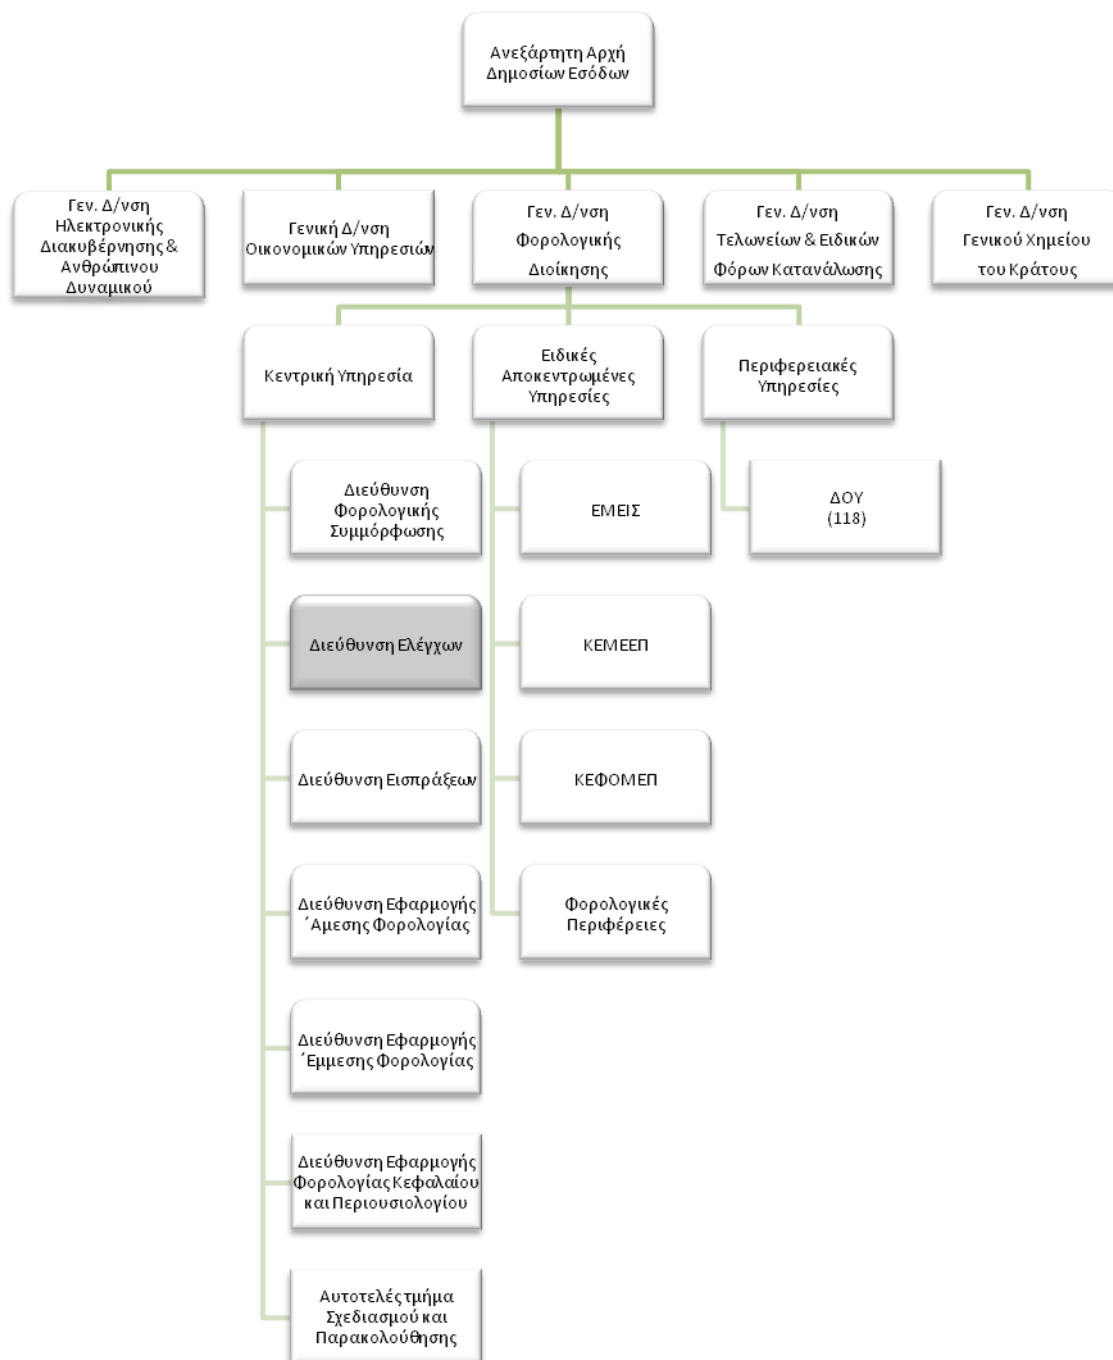 Ανεξάρτητη Αρχή
Δημοσίων Εσόδων
Γεν. Δ/νση
Ηλεκτρονικής
Διακυβέρνησης &
Ανθρώπινου
Δυναμικού
Γενική Δ/νση
Οικονομικών Υπηρεσιών
Γεν. Δ/νση
Φορολογικής
Διοίκησης
Γεν. Δ/νση
Τελωνείων & Ειδικών
Φόρων Κατανάλωσης
Γεν. Δ/νση
Γενικού Χημείου
του Κράτους
Κεντρική Υπηρεσία
Ειδικές
Αποκεντρωμένες
Υπηρεσίες
Περιφερειακές
Υπηρεσίες
Διεύθυνση
Φορολογικής
Συμμόρφωσης
Διεύθυνση Ελέγχων
Διεύθυνση Εισπράξεων
Διεύθυνση Εφαρμογής
΄Αμεσης Φορολογίας
Διεύθυνση Εφαρμογής
΄Εμμεσης Φορολογίας
Διεύθυνση Εφαρμογής
Φορολογίας Κεφαλαίου
και Περιουσιολογίου
Αυτοτελές τμήμα
Σχεδιασμού και
Παρακολούθησης
ΕΜΕΙΣ
ΚΕΜΕΕΠ
ΚΕΦΟΜΕΠ
Φορολογικές
Περιφέρειες
ΔΟΥ
(118)